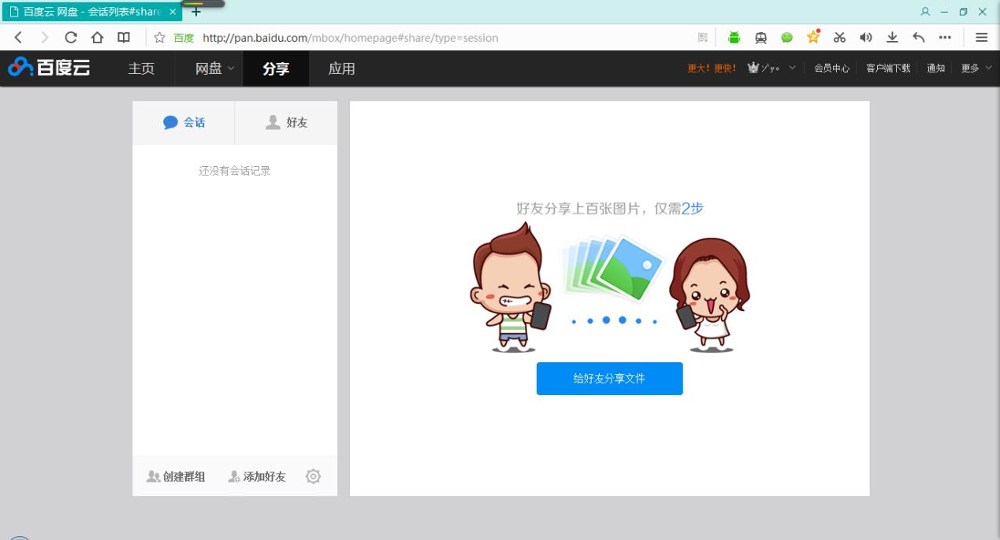 百度云 网盘 - 会话列表#share
百度 http://pan.baidu.com/mbox/homepage#share/type=session
百度云 主页 网盘 分享 应用 更大！更快！ ゾyo 会员中心 客户端下载 通知 更多
会话 好友
还没有会话记录
好友分享上百张图片，仅需2步
给好友分享文件
创建群组 添加好友